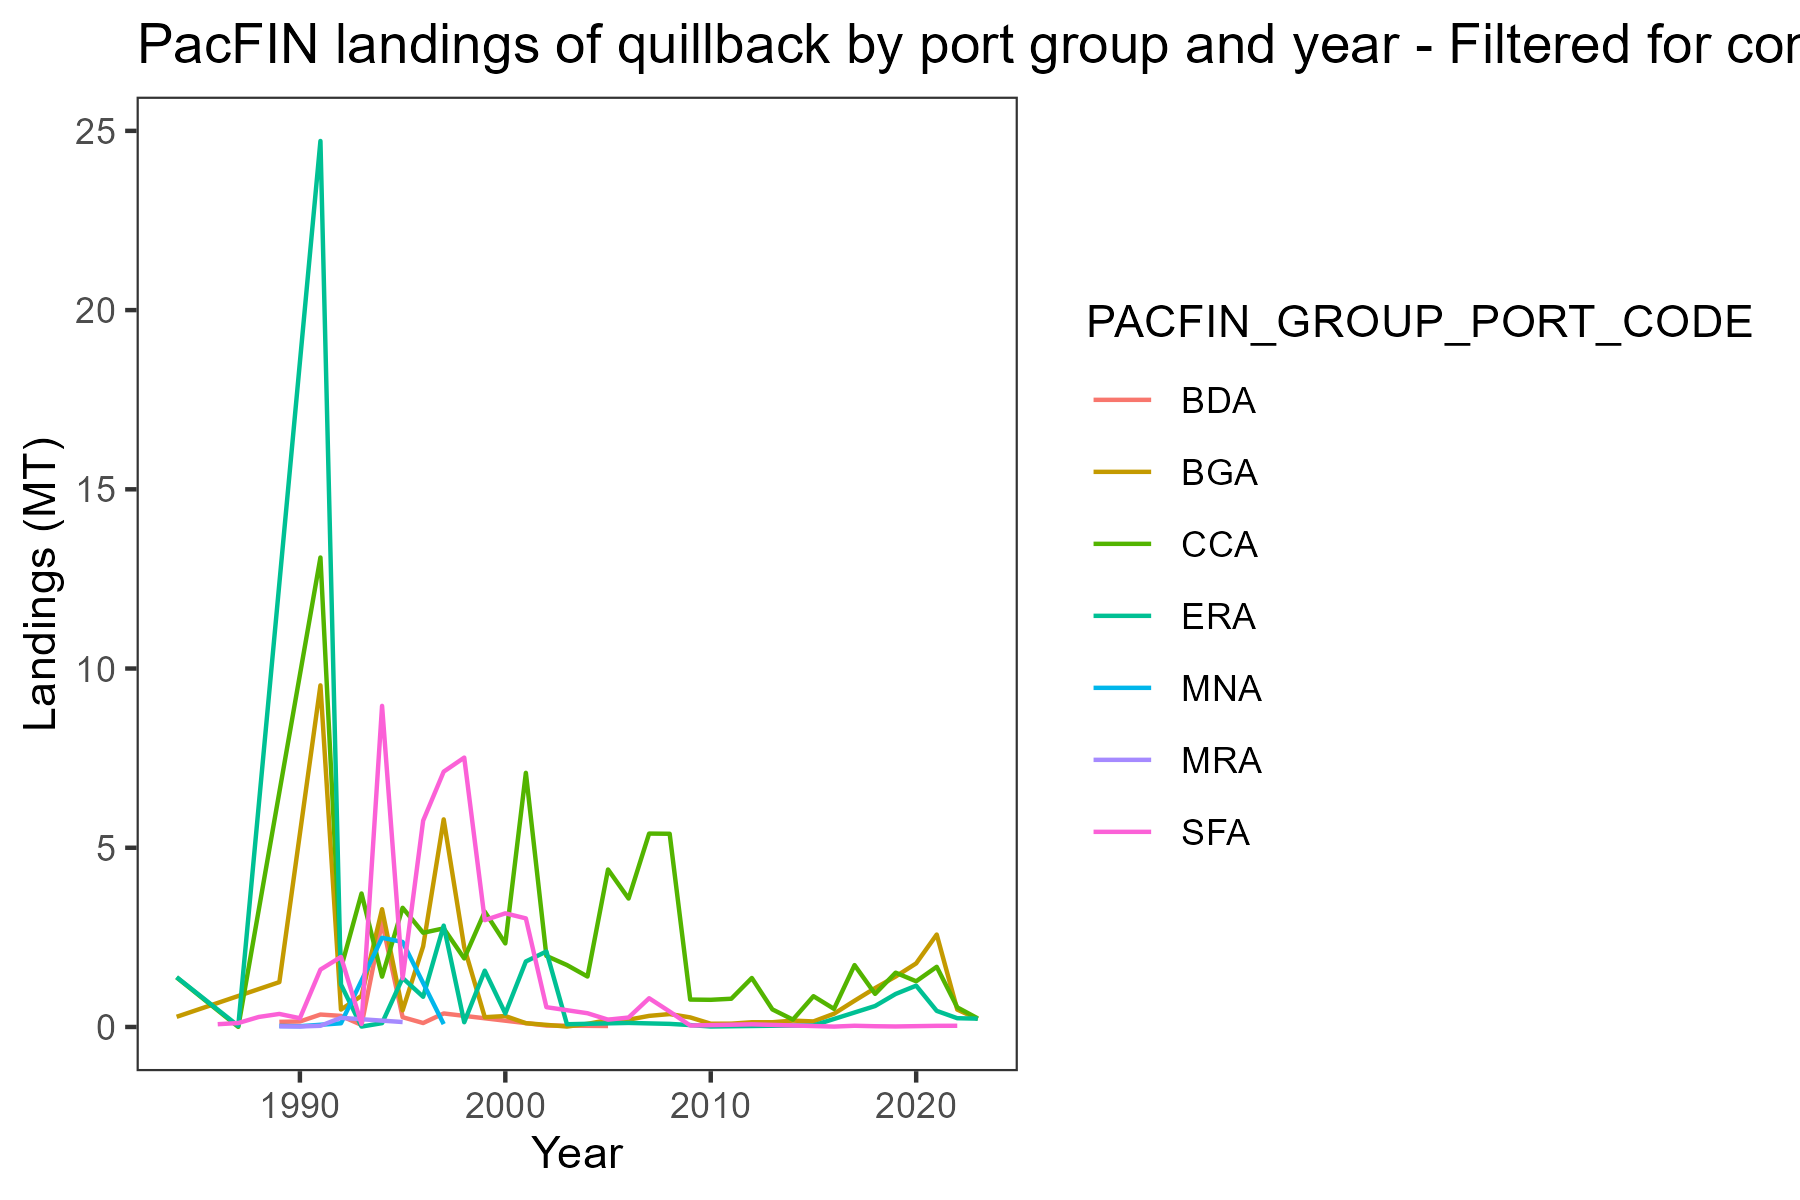 PacFIN landings of quillback by port group and year - Filtered for
25
20
15
10
5
0
Landings (MT)
1990 2000 2010 2020
Year
PACFIN_GROUP_PORT_CODE
BDA
BGA
CCA
ERA
MNA
MRA
SFA